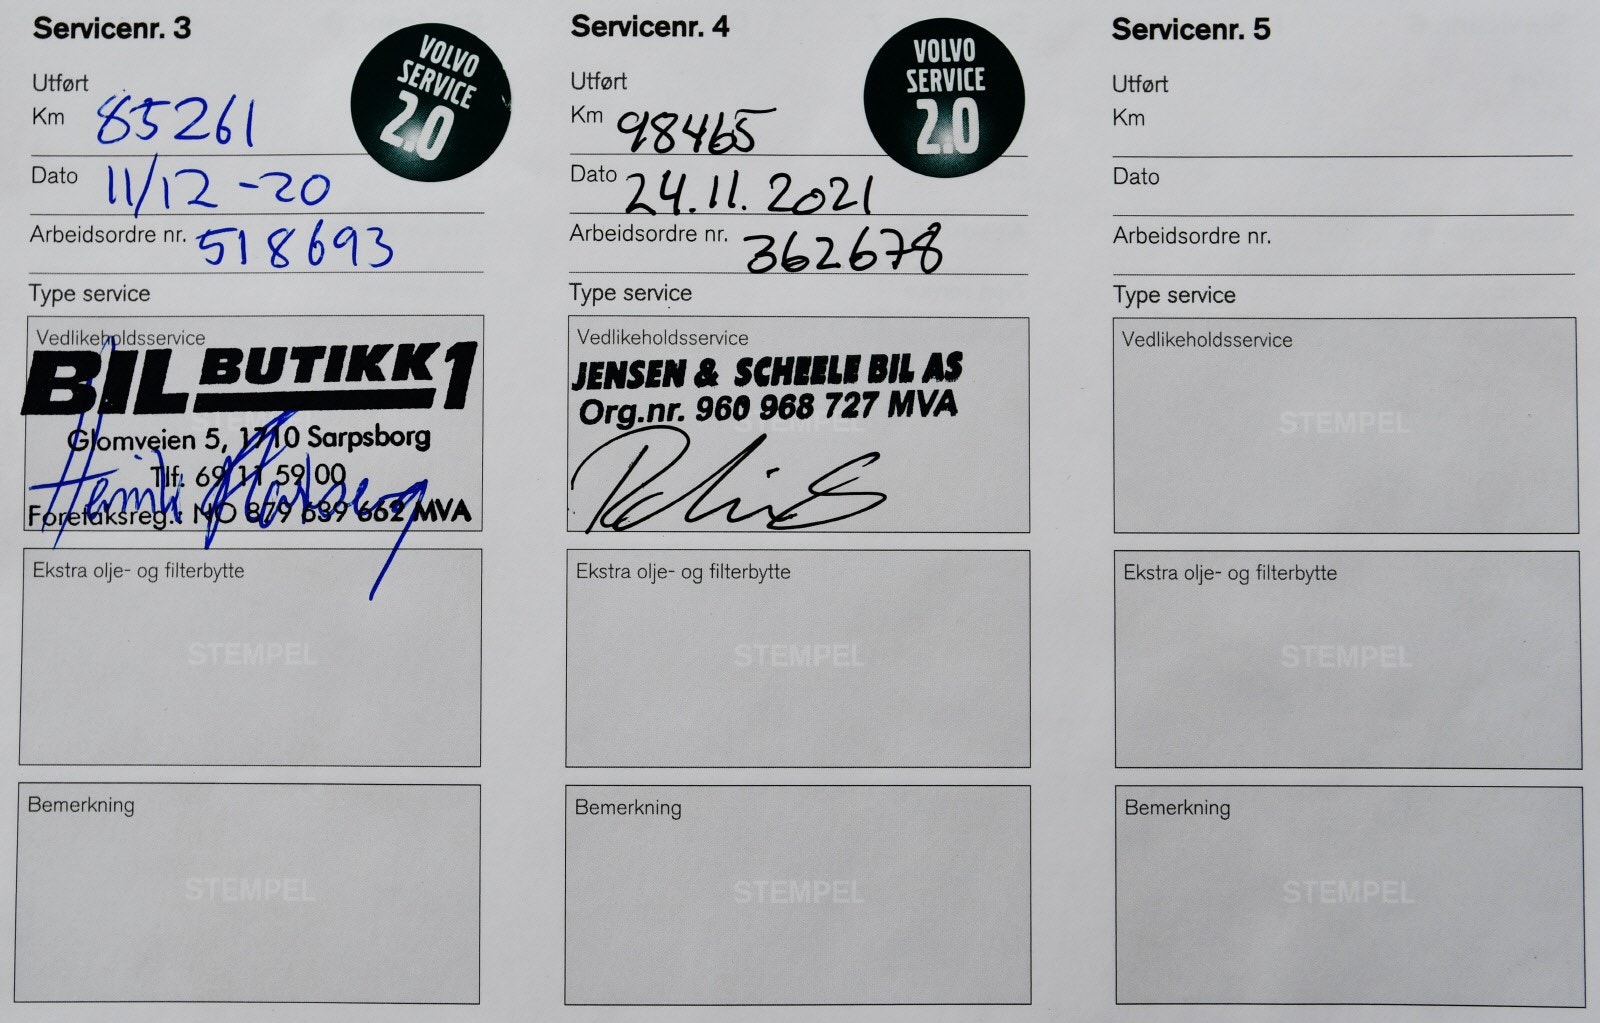 Servicenr. 3
VOLVO
SERVICE
2.0
Utført
Km 85261
Dato 11/12-20
Arbeidsordre nr. 518693
Type service
Vedlikeholdsservice
BIL BUTIKK 1
Glomveien 5, 1710 Sarpsborg
Tlf. 69 11 59 00
Foretaksreg.: NO 879 639 662 MVA
Ekstra olje- og filterbytte
STEMPEL
Bemerkning
STEMPEL
Servicenr. 4
VOLVO
SERVICE
2.0
Utført
Km 98465
Dato 24.11.2021
Arbeidsordre nr. 362678
Type service
Vedlikeholdsservice
JENSEN & SCHEELE BIL AS
Org.nr. 960 968 727 MVA
STEMPEL
Ekstra olje- og filterbytte
STEMPEL
Bemerkning
STEMPEL
Servicenr. 5
Utført
Km
Dato
Arbeidsordre nr.
Type service
Vedlikeholdsservice
STEMPEL
Ekstra olje- og filterbytte
STEMPEL
Bemerkning
STEMPEL